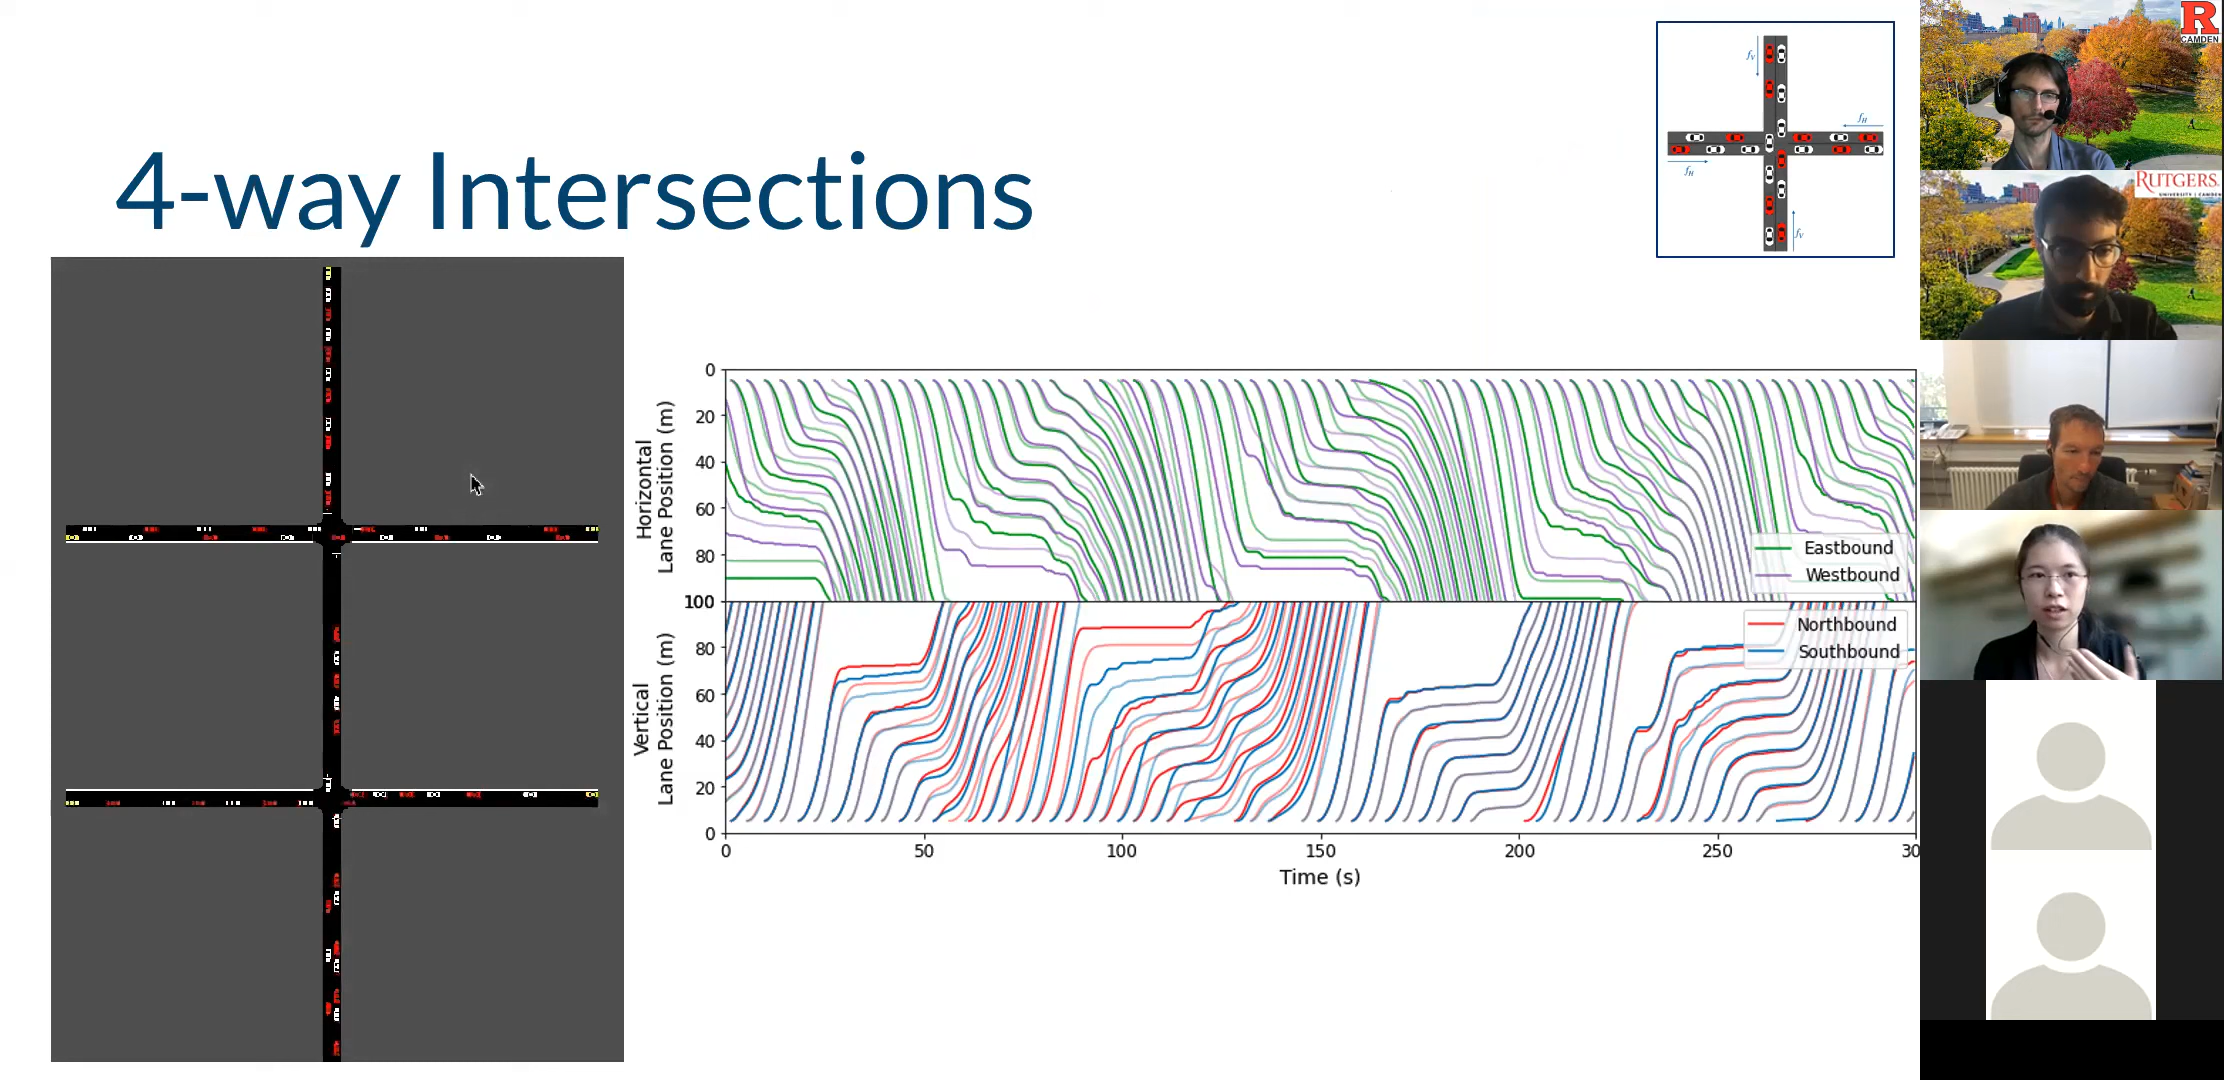 4-way Intersections
f_V
f_H
f_H
f_V
R
CAMDEN
RUTGERS
UNIVERSITY | CAMDEN
Horizontal
Lane Position (m)
0
20
40
60
80
100
Eastbound
Westbound
Vertical
Lane Position (m)
80
60
40
20
0
Northbound
Southbound
0
50
100
150
200
250
30
Time (s)